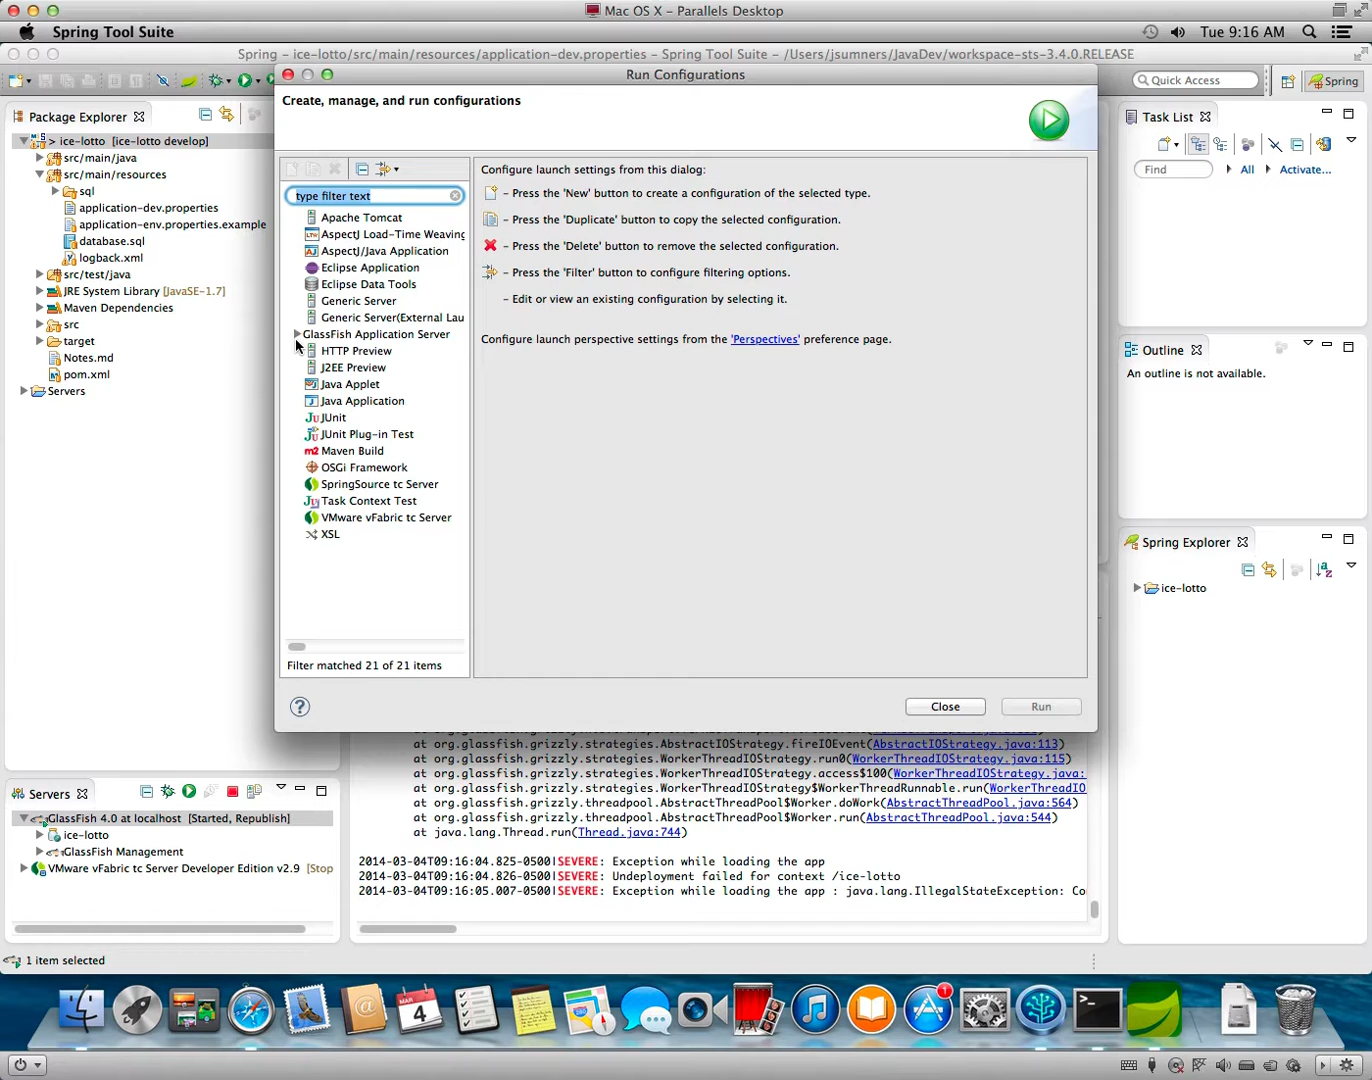 Mac OS X - Parallels Desktop
Spring Tool Suite
Tue 9:16 AM
Spring - ice-lotto/src/main/resources/application-dev.properties - Spring Tool Suite - /Users/jsumners/JavaDev/workspace-sts-3.4.0.RELEASE
Run Configurations
Quick Access
Spring
Package Explorer
> ice-lotto [ice-lotto develop]
src/main/java
src/main/resources
sql
application-dev.properties
application-env.properties.example
database.sql
logback.xml
src/test/java
JRE System Library [JavaSE-1.7]
Maven Dependencies
src
target
Notes.md
pom.xml
Servers
Create, manage, and run configurations
type filter text
Apache Tomcat
AspectJ Load-Time Weaving
AspectJ/Java Application
Eclipse Application
Eclipse Data Tools
Generic Server
Generic Server(External Lau
GlassFish Application Server
HTTP Preview
J2EE Preview
Java Applet
Java Application
JUnit
JUnit Plug-in Test
Maven Build
OSGi Framework
SpringSource tc Server
Task Context Test
VMware vFabric tc Server
XSL
Filter matched 21 of 21 items
Configure launch settings from this dialog:
- Press the 'New' button to create a configuration of the selected type.
- Press the 'Duplicate' button to copy the selected configuration.
- Press the 'Delete' button to remove the selected configuration.
- Press the 'Filter' button to configure filtering options.
- Edit or view an existing configuration by selecting it.
Configure launch perspective settings from the 'Perspectives' preference page.
Close
Run
Task List
Find
All
Activate...
Outline
An outline is not available.
Spring Explorer
ice-lotto
Servers
GlassFish 4.0 at localhost [Started, Republish]
ice-lotto
GlassFish Management
VMware vFabric tc Server Developer Edition v2.9 [Stop
at org.glassfish.grizzly.strategies.AbstractIOStrategy.fireIOEvent(AbstractIOStrategy.java:113)
at org.glassfish.grizzly.strategies.WorkerThreadIOStrategy.run0(WorkerThreadIOStrategy.java:115)
at org.glassfish.grizzly.strategies.WorkerThreadIOStrategy.access$100(WorkerThreadIOStrategy.java:
at org.glassfish.grizzly.strategies.WorkerThreadIOStrategy$WorkerThreadRunnable.run(WorkerThreadIO
at org.glassfish.grizzly.threadpool.AbstractThreadPool$Worker.doWork(AbstractThreadPool.java:564)
at org.glassfish.grizzly.threadpool.AbstractThreadPool$Worker.run(AbstractThreadPool.java:544)
at java.lang.Thread.run(Thread.java:744)
2014-03-04T09:16:04.825-0500|SEVERE: Exception while loading the app
2014-03-04T09:16:04.826-0500|SEVERE: Undeployment failed for context /ice-lotto
2014-03-04T09:16:05.007-0500|SEVERE: Exception while loading the app : java.lang.IllegalStateException: Co
1 item selected
MAR
4
1